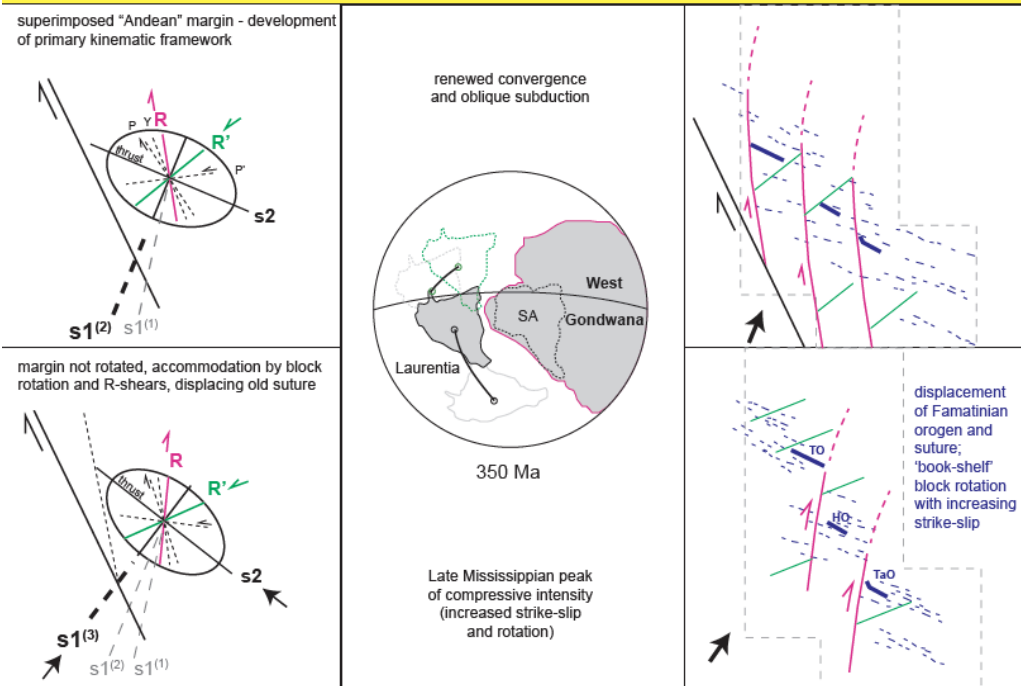 superimposed “Andean” margin - development
of primary kinematic framework
P
Y
R
R'
thrust
P'
s2
s1(2)
s1(1)
renewed convergence
and oblique subduction
West
Gondwana
SA
Laurentia
350 Ma
margin not rotated, accommodation by block
rotation and R-shears, displacing old suture
R
R'
thrust
s2
s1(3)
s1(2)
s1(1)
Late Mississippian peak
of compressive intensity
(increased strike-slip
and rotation)
displacement
of Famatinian
orogen and
suture;
‘book-shelf’
block rotation
with increasing
strike-slip
TO
HO
TaO